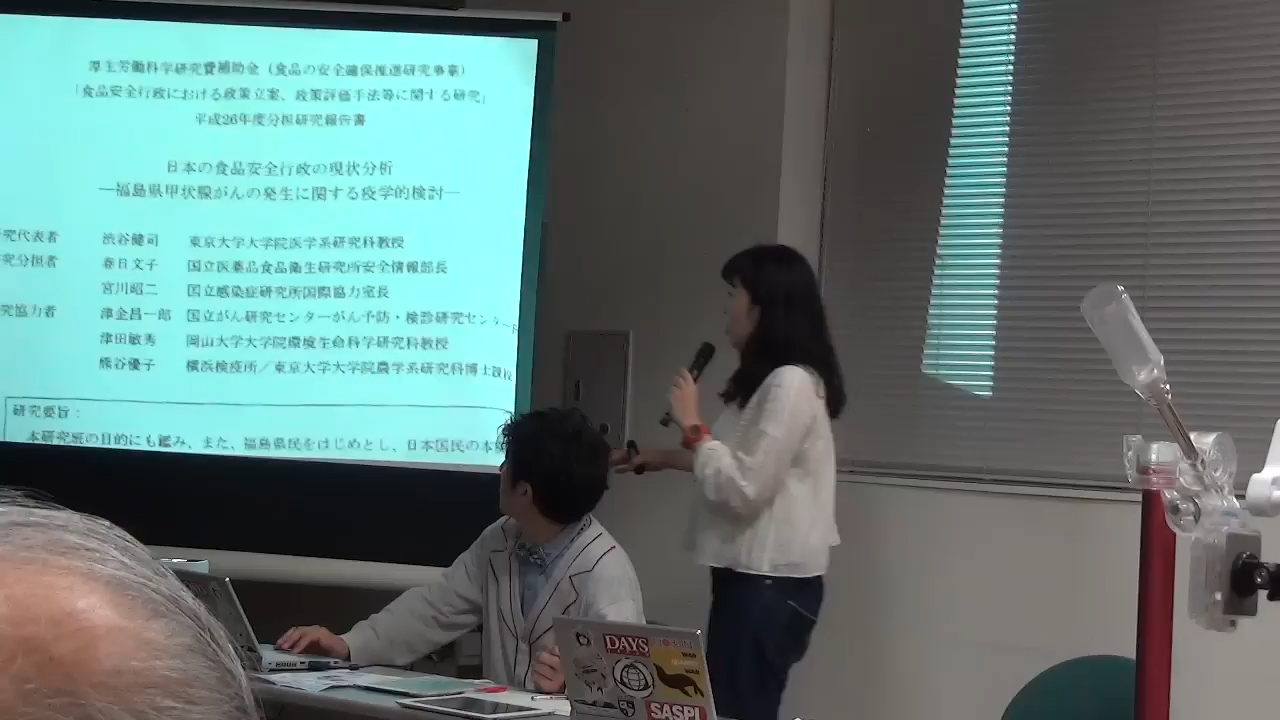 厚生労働科学研究費補助金（食品の安全確保推進研究事業）
「食品安全行政における政策立案、政策評価手法等に関する研究」
平成26年度分担研究報告書
日本の食品安全行政の現状分析
―福島県甲状腺がんの発生に関する疫学的検討―
究代表者 渋谷健司 東京大学大学院医学系研究科教授
究分担者 春日文子 国立医薬品食品衛生研究所安全情報部長
宮川昭二 国立感染症研究所国際協力室長
究協力者 津金昌一郎 国立がん研究センターがん予防・検診研究センター長
津田敏秀 岡山大学大学院環境生命科学研究科教授
熊谷優子 横浜検疫所／東京大学大学院農学系研究科博士課程
研究要旨：
本研究班の目的にも鑑み、また、福島県民をはじめとし、日本国民の本
DAYS
SASPL